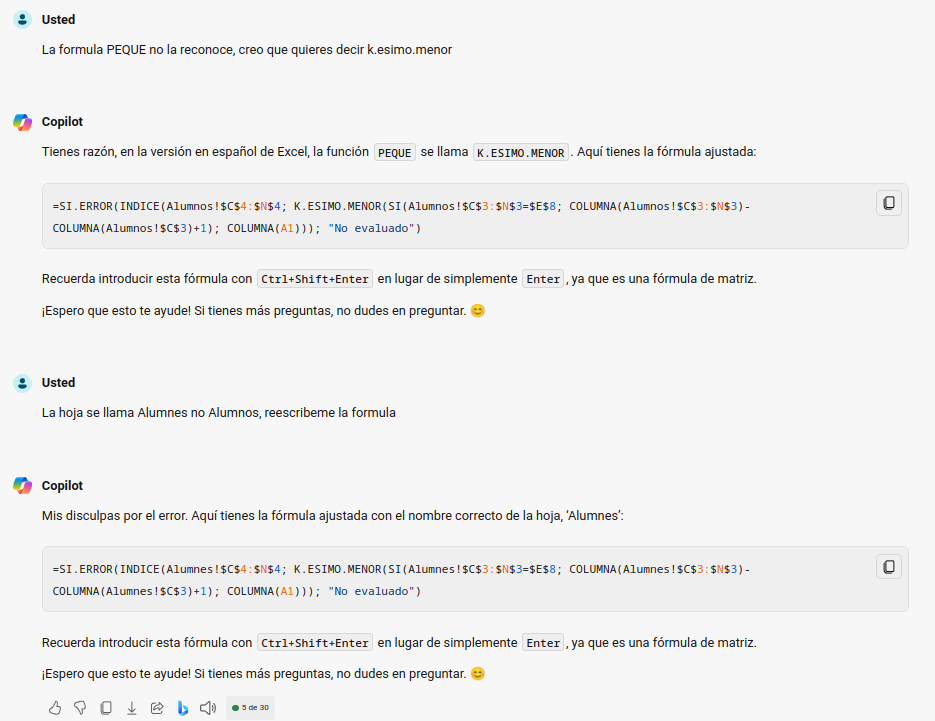 Usted
La formula PEQUE no la reconoce, creo que quieres decir k.esimo.menor
Copilot
Tienes razón, en la versión en español de Excel, la función PEQUE se llama K.ESIMO.MENOR. Aquí tienes la fórmula ajustada:
=SI.ERROR(INDICE(Alumnos!$C$4:$N$4; K.ESIMO.MENOR(SI(Alumnos!$C$3:$N$3=$E$8; COLUMNA(Alumnos!$C$3:$N$3)-
COLUMNA(Alumnos!$C$3)+1); COLUMNA(A1))); "No evaluado")
Recuerda introducir esta fórmula con Ctrl+Shift+Enter en lugar de simplemente Enter, ya que es una fórmula de matriz.
¡Espero que esto te ayude! Si tienes más preguntas, no dudes en preguntar. 😊
Usted
La hoja se llama Alumnes no Alumnos, reescribeme la formula
Copilot
Mis disculpas por el error. Aquí tienes la fórmula ajustada con el nombre correcto de la hoja, ‘Alumnes’:
=SI.ERROR(INDICE(Alumnes!$C$4:$N$4; K.ESIMO.MENOR(SI(Alumnes!$C$3:$N$3=$E$8; COLUMNA(Alumnes!$C$3:$N$3)-
COLUMNA(Alumnes!$C$3)+1); COLUMNA(A1))); "No evaluado")
Recuerda introducir esta fórmula con Ctrl+Shift+Enter en lugar de simplemente Enter, ya que es una fórmula de matriz.
¡Espero que esto te ayude! Si tienes más preguntas, no dudes en preguntar. 😊
5 de 30